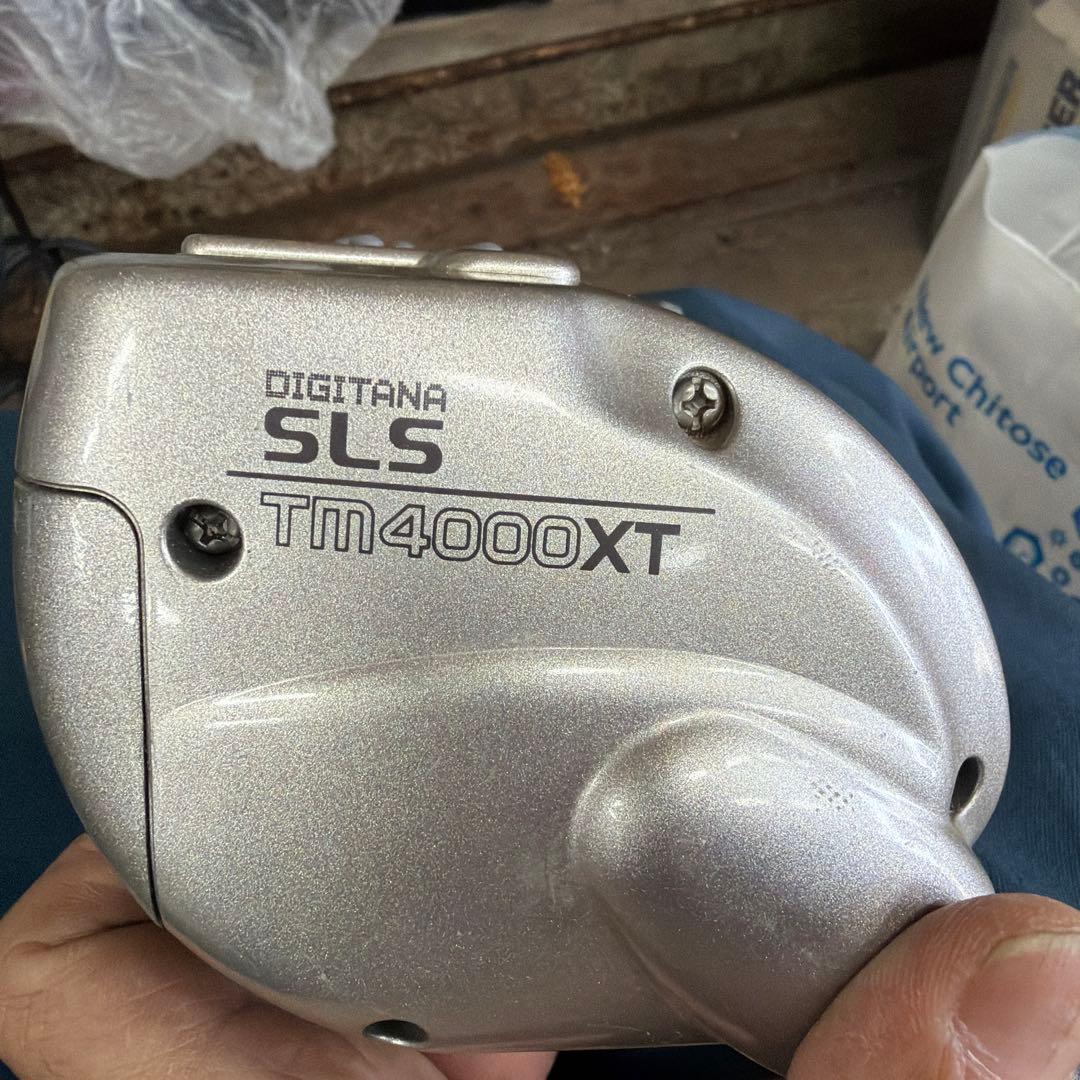 DIGITANA
SLS
TM4000XT
New Chitose
Airport